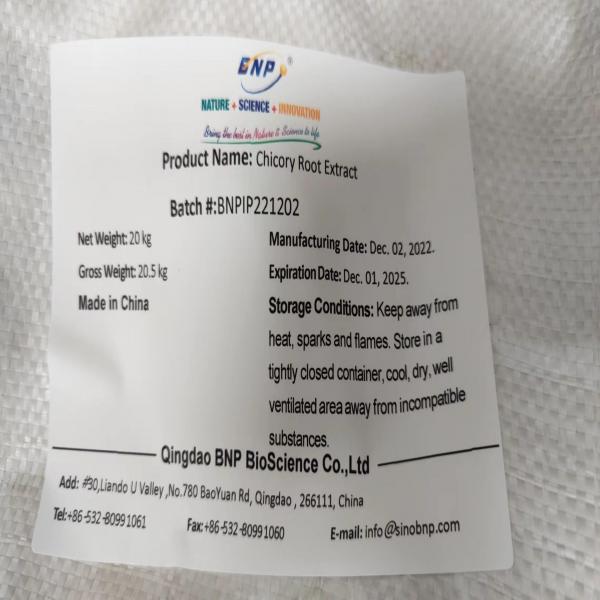 BNP®
NATURE + SCIENCE + INNOVATION
Bring the best in Nature & Science to life
Product Name: Chicory Root Extract
Batch #:BNPIP221202
Net Weight: 20 kg
Gross Weight: 20.5 kg
Made in China
Manufacturing Date: Dec. 02, 2022.
Expiration Date: Dec. 01, 2025.
Storage Conditions: Keep away from
heat, sparks and flames. Store in a
tightly closed container, cool, dry, well
ventilated area away from incompatible
substances.
Qingdao BNP BioScience Co.,Ltd
Add: #30,Liando U Valley ,No.780 BaoYuan Rd, Qingdao , 266111, China
Tel:+86-532-80991061 Fax:+86-532-80991060 E-mail: info@sinobnp.com